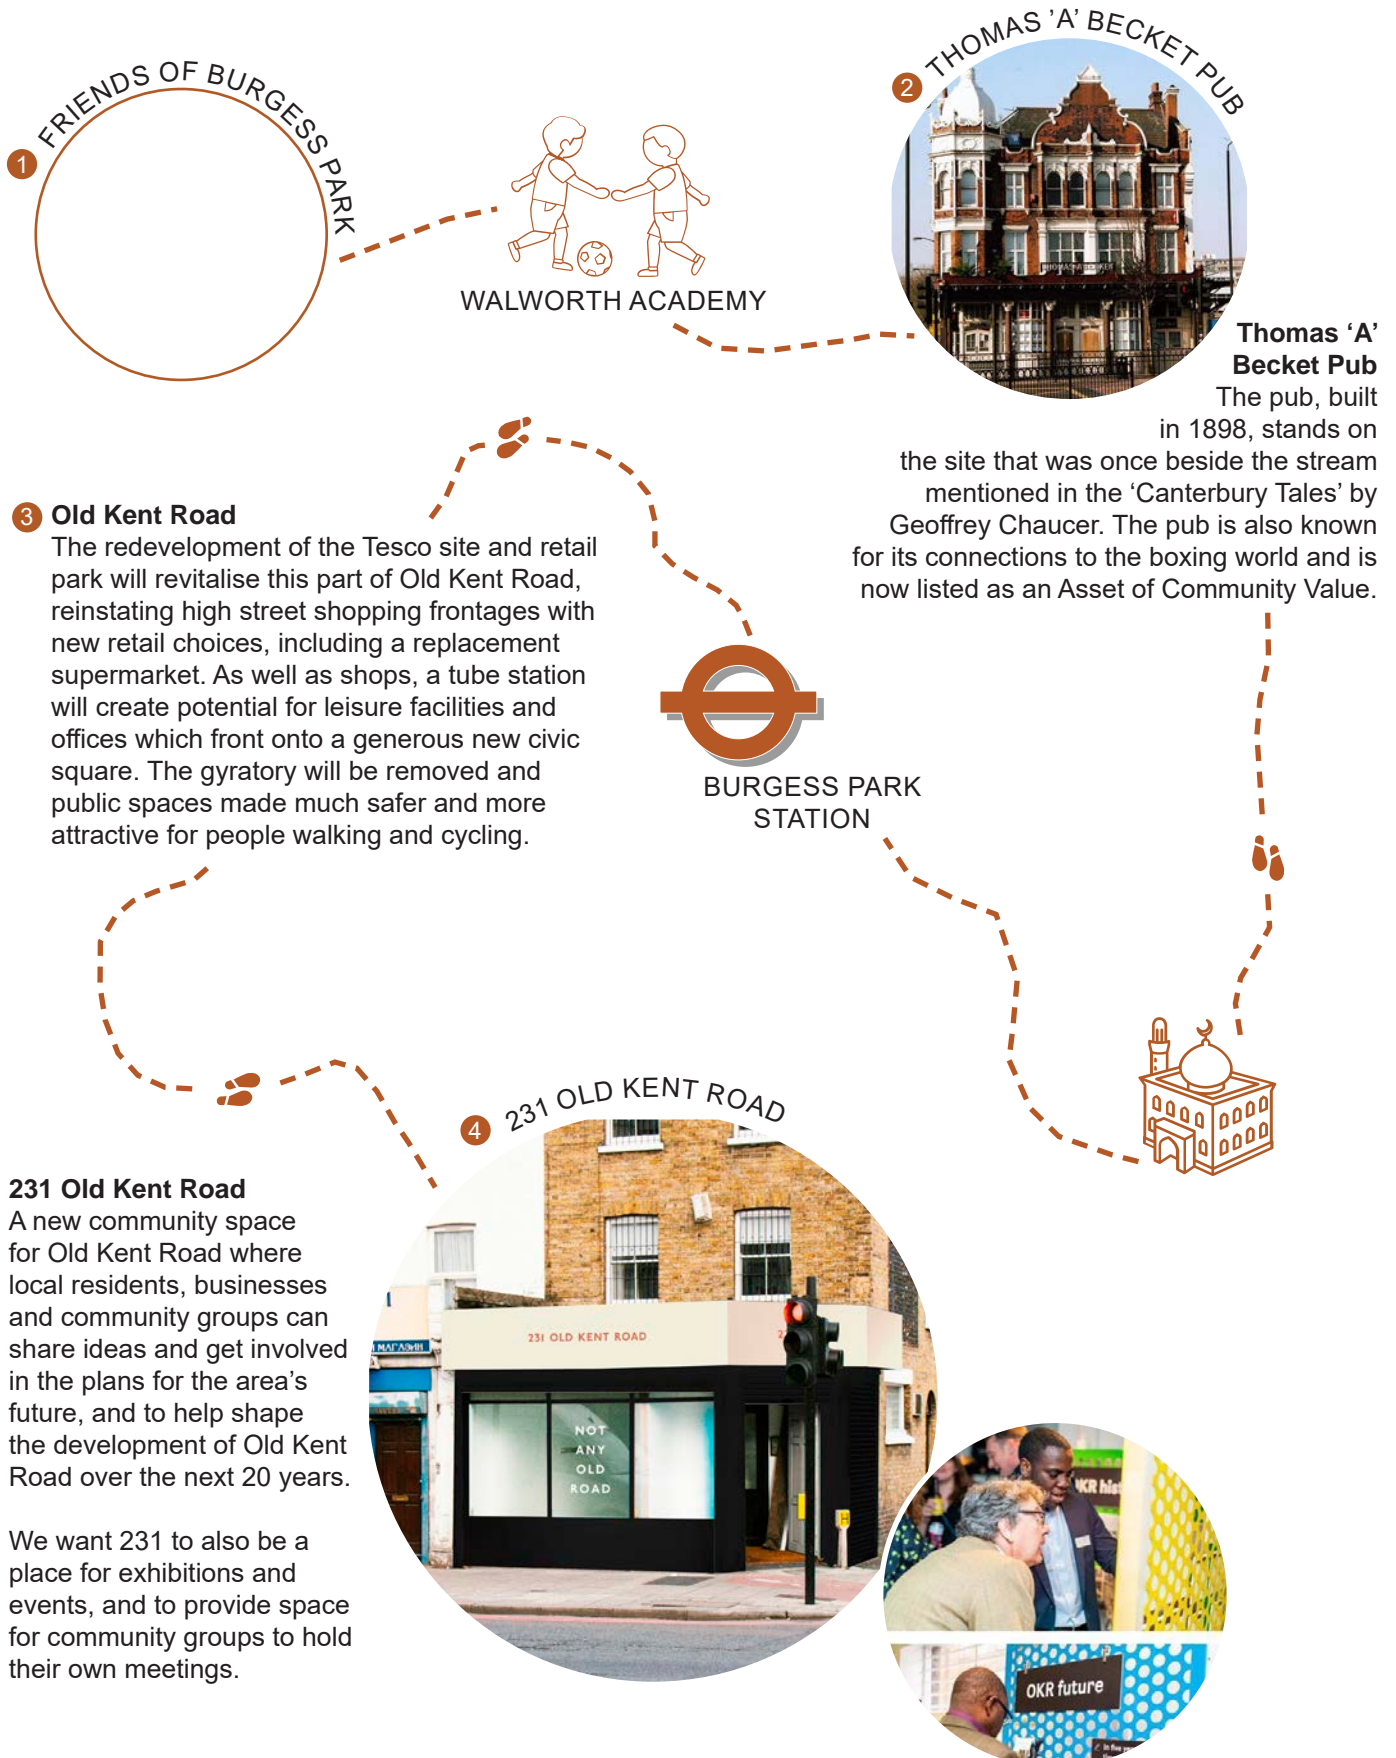 1
FRIENDS OF BURGESS PARK
WALWORTH ACADEMY
2
THOMAS ’A’ BECKET PUB
THOMAS A BECKET
Thomas ‘A’
Becket Pub
The pub, built
in 1898, stands on
the site that was once beside the stream
mentioned in the ‘Canterbury Tales’ by
Geoffrey Chaucer. The pub is also known
for its connections to the boxing world and is
now listed as an Asset of Community Value.
3 Old Kent Road
The redevelopment of the Tesco site and retail
park will revitalise this part of Old Kent Road,
reinstating high street shopping frontages with
new retail choices, including a replacement
supermarket. As well as shops, a tube station
will create potential for leisure facilities and
offices which front onto a generous new civic
square. The gyratory will be removed and
public spaces made much safer and more
attractive for people walking and cycling.
BURGESS PARK
STATION
4
231 OLD KENT ROAD
231 Old Kent Road
A new community space
for Old Kent Road where
local residents, businesses
and community groups can
share ideas and get involved
in the plans for the area’s
future, and to help shape
the development of Old Kent
Road over the next 20 years.
We want 231 to also be a
place for exhibitions and
events, and to provide space
for community groups to hold
their own meetings.
МАГАЗИН
231 OLD KENT ROAD
2
NOT
ANY
OLD
ROAD
H
OKR his
OKR future
In five